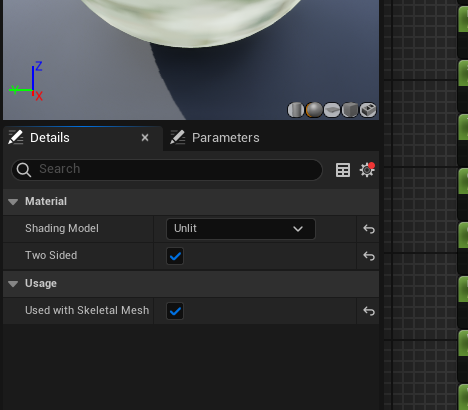 Z
Y
X
Details
Parameters
Search
Material
Shading Model
Unlit
Two Sided
Usage
Used with Skeletal Mesh